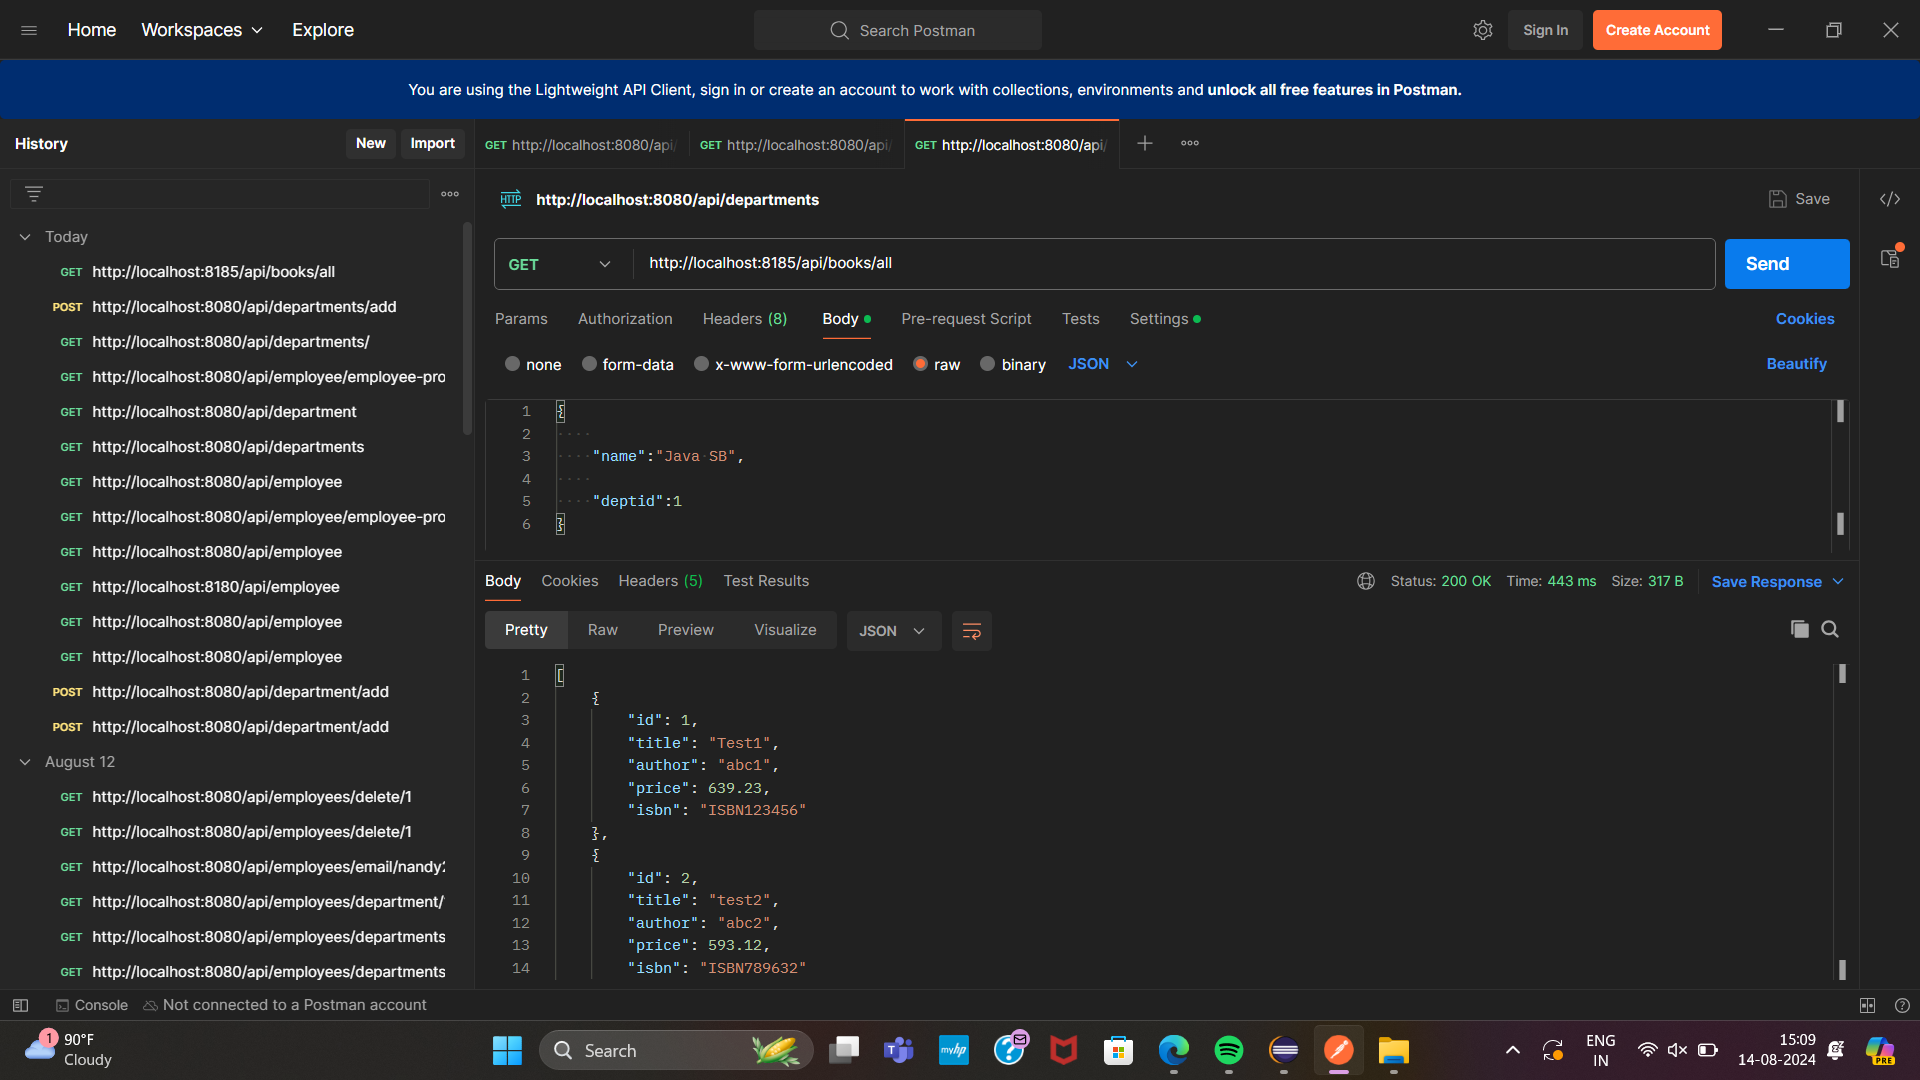 Home Workspaces Explore Search Postman Sign In Create Account
You are using the Lightweight API Client, sign in or create an account to work with collections, environments and unlock all free features in Postman.
History New Import
GET http://localhost:8080/api/ GET http://localhost:8080/api/ GET http://localhost:8080/api/
HTTP http://localhost:8080/api/departments Save
GET http://localhost:8185/api/books/all Send
Params Authorization Headers (8) Body Pre-request Script Tests Settings Cookies
none form-data x-www-form-urlencoded raw binary JSON Beautify
1 {
2
3 "name":"Java SB",
4
5 "deptid":1
6 }
Today
GET http://localhost:8185/api/books/all
POST http://localhost:8080/api/departments/add
GET http://localhost:8080/api/departments/
GET http://localhost:8080/api/employee/employee-pro
GET http://localhost:8080/api/department
GET http://localhost:8080/api/departments
GET http://localhost:8080/api/employee
GET http://localhost:8080/api/employee/employee-pro
GET http://localhost:8080/api/employee
GET http://localhost:8180/api/employee
GET http://localhost:8080/api/employee
GET http://localhost:8080/api/employee
POST http://localhost:8080/api/department/add
POST http://localhost:8080/api/department/add
August 12
GET http://localhost:8080/api/employees/delete/1
GET http://localhost:8080/api/employees/delete/1
GET http://localhost:8080/api/employees/email/nandy
GET http://localhost:8080/api/employees/department/
GET http://localhost:8080/api/employees/departments
GET http://localhost:8080/api/employees/departments
Body Cookies Headers (5) Test Results Status: 200 OK Time: 443 ms Size: 317 B Save Response
Pretty Raw Preview Visualize JSON
1 [
2 {
3 "id": 1,
4 "title": "Test1",
5 "author": "abc1",
6 "price": 639.23,
7 "isbn": "ISBN123456"
8 },
9 {
10 "id": 2,
11 "title": "test2",
12 "author": "abc2",
13 "price": 593.12,
14 "isbn": "ISBN789632"
Console Not connected to a Postman account
1 90°F
Cloudy
Search
myhp
ENG
IN
15:09
14-08-2024
PRE